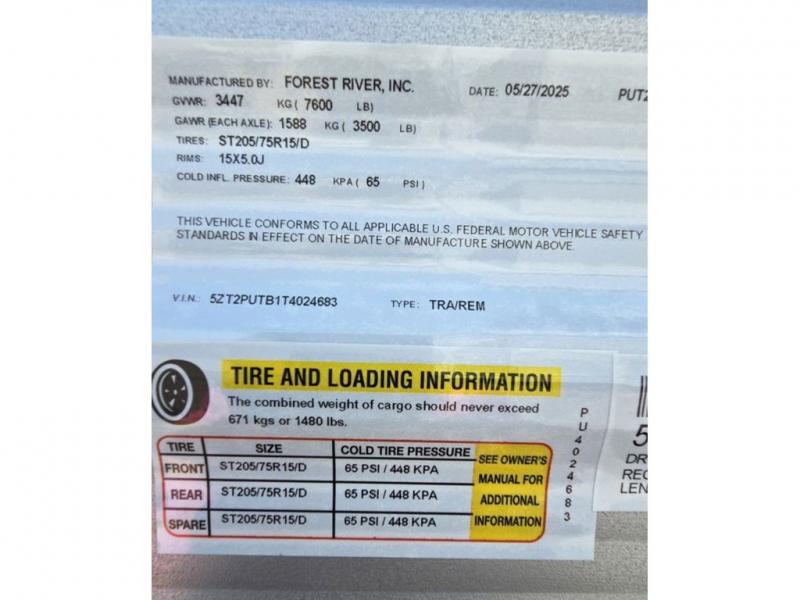 MANUFACTURED BY: FOREST RIVER, INC. DATE: 05/27/2025
GVWR: 3447 KG ( 7600 LB)
GAWR (EACH AXLE): 1588 KG ( 3500 LB)
TIRES: ST205/75R15/D
RIMS: 15X5.0J
COLD INFL. PRESSURE: 448 KPA ( 65 PSI )
THIS VEHICLE CONFORMS TO ALL APPLICABLE U.S. FEDERAL MOTOR VEHICLE SAFETY
STANDARDS IN EFFECT ON THE DATE OF MANUFACTURE SHOWN ABOVE.
V.I.N.: 5ZT2PUTB1T4024683 TYPE: TRA/REM
TIRE AND LOADING INFORMATION
The combined weight of cargo should never exceed
671 kgs or 1480 lbs.
TIRE SIZE COLD TIRE PRESSURE
FRONT ST205/75R15/D 65 PSI / 448 KPA
REAR ST205/75R15/D 65 PSI / 448 KPA
SPARE ST205/75R15/D 65 PSI / 448 KPA
SEE OWNER'S
MANUAL FOR
ADDITIONAL
INFORMATION
PU4024683
5
DR
REC
LEN